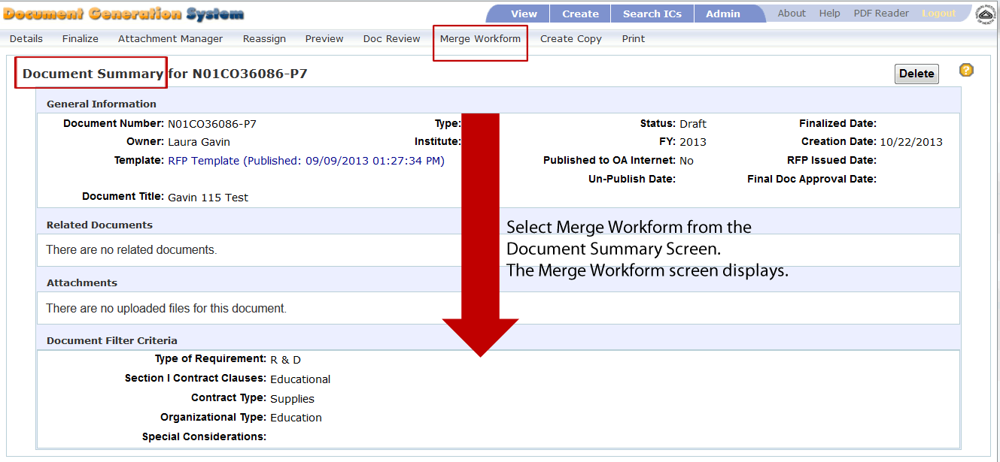 Document Generation System
View Create Search ICs Admin About Help PDF Reader Logout
Details Finalize Attachment Manager Reassign Preview Doc Review Merge Workform Create Copy Print
Document Summary for N01CO36086-P7 Delete ?
General Information
Document Number: N01CO36086-P7 Type: Status: Draft Finalized Date:
Owner: Laura Gavin Institute: FY: 2013 Creation Date: 10/22/2013
Template: RFP Template (Published: 09/09/2013 01:27:34 PM) Published to OA Internet: No RFP Issued Date:
Un-Publish Date: Final Doc Approval Date:
Document Title: Gavin 115 Test
Related Documents
Select Merge Workform from the
There are no related documents. Document Summary Screen.
The Merge Workform screen displays.
Attachments
There are no uploaded files for this document.
Document Filter Criteria
Type of Requirement: R & D
Section I Contract Clauses: Educational
Contract Type: Supplies
Organizational Type: Education
Special Considerations: